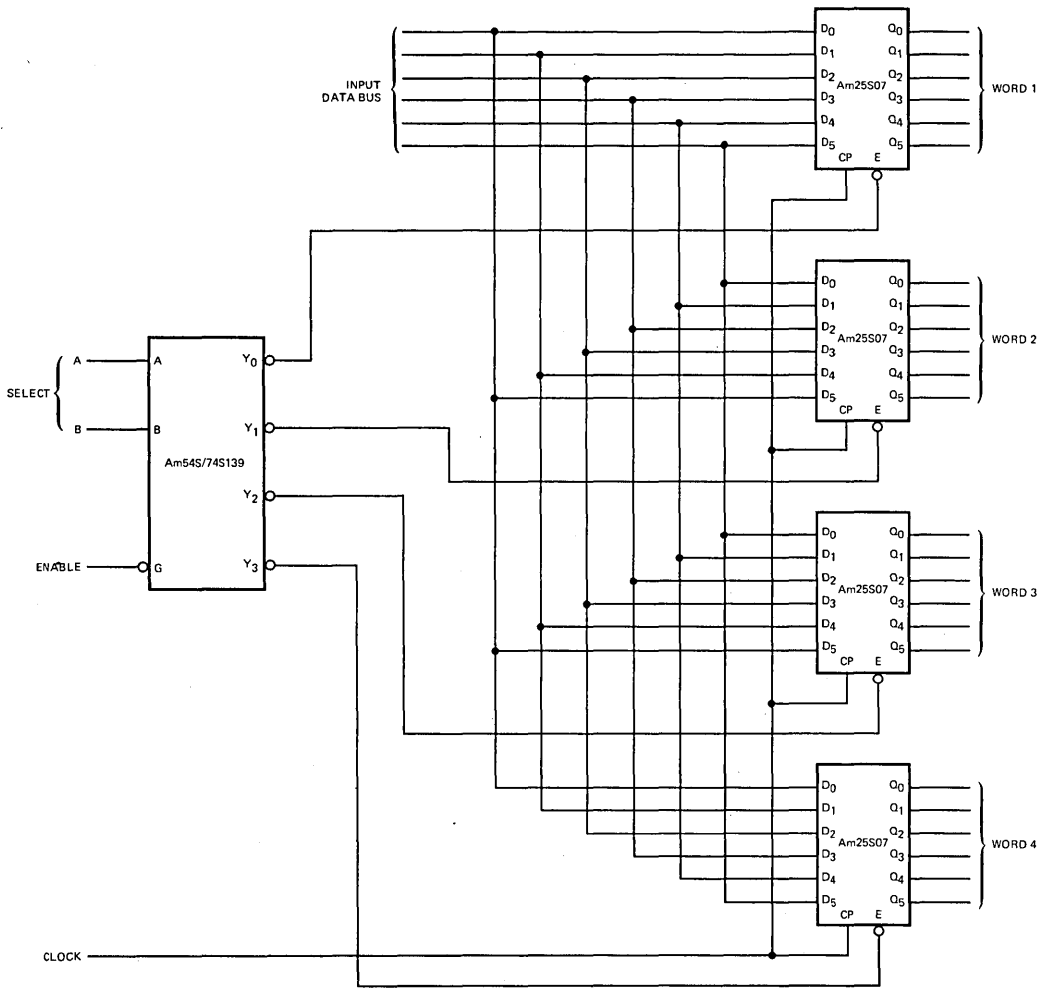 INPUT
DATA BUS
D0 Q0
D1 Q1
D2 Q2
Am25S07
D3 Q3
D4 Q4
D5 Q5
CP E
WORD 1
D0 Q0
D1 Q1
D2 Q2
Am25S07
D3 Q3
D4 Q4
D5 Q5
CP E
WORD 2
SELECT
A
B
ENABLE
A
B
G
Am54S/74S139
Y0
Y1
Y2
Y3
D0 Q0
D1 Q1
D2 Q2
Am25S07
D3 Q3
D4 Q4
D5 Q5
CP E
WORD 3
D0 Q0
D1 Q1
D2 Q2
Am25S07
D3 Q3
D4 Q4
D5 Q5
CP E
WORD 4
CLOCK